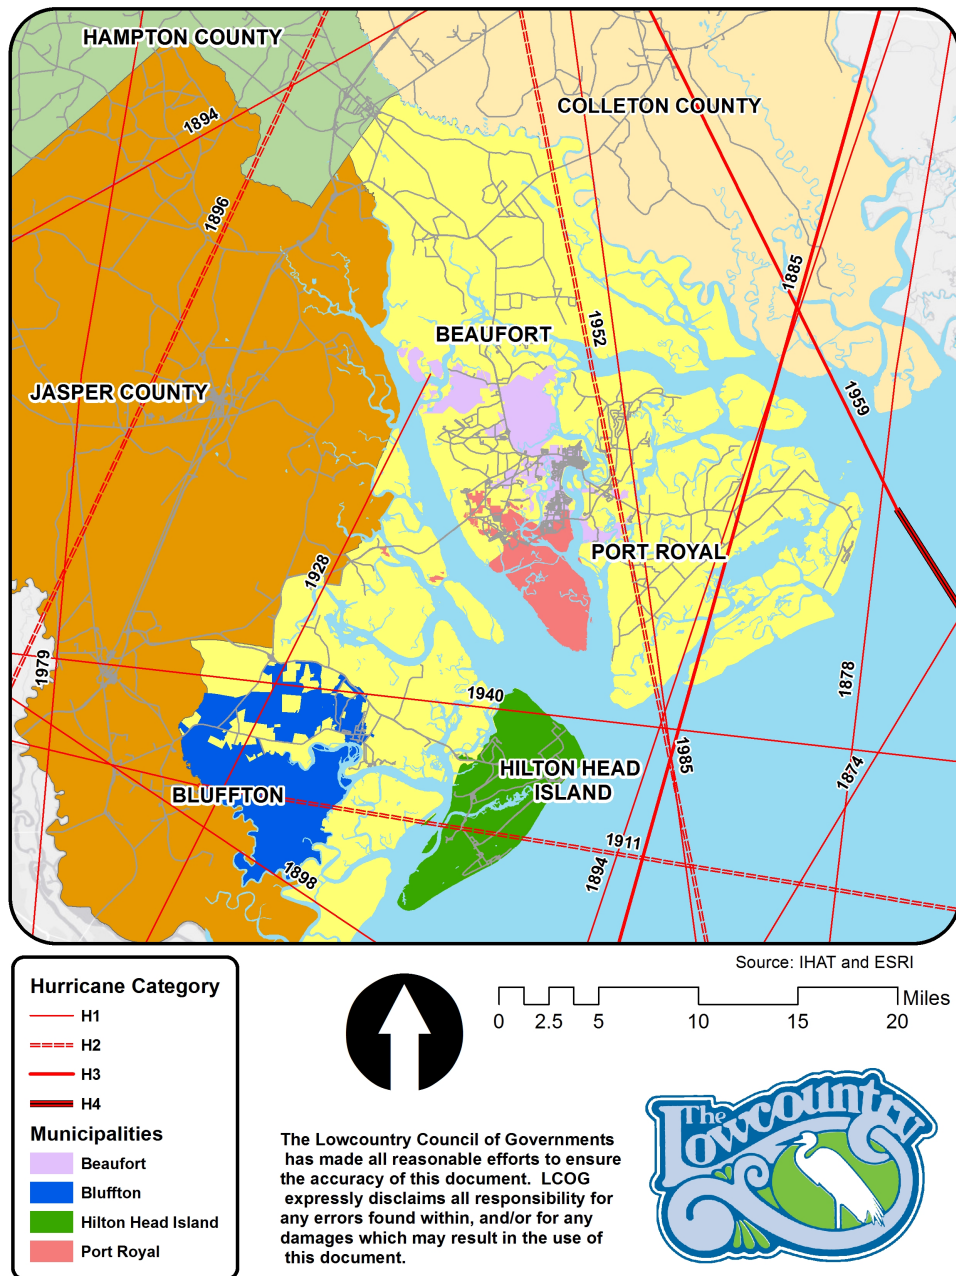 HAMPTON COUNTY
COLLETON COUNTY
1894
1896
1885
1952
BEAUFORT
JASPER COUNTY
1959
PORT ROYAL
1928
1979
1940
1878
1985
HILTON HEAD
ISLAND
1874
BLUFFTON
1911
1898
1894
Source: IHAT and ESRI
Hurricane Category
H1
H2
H3
H4
Municipalities
Beaufort
Bluffton
Hilton Head Island
Port Royal
Miles
0 2.5 5 10 15 20
The Lowcountry Council of Governments
has made all reasonable efforts to ensure
the accuracy of this document. LCOG
expressly disclaims all responsibility for
any errors found within, and/or for any
damages which may result in the use of
this document.
The
Lowcountry